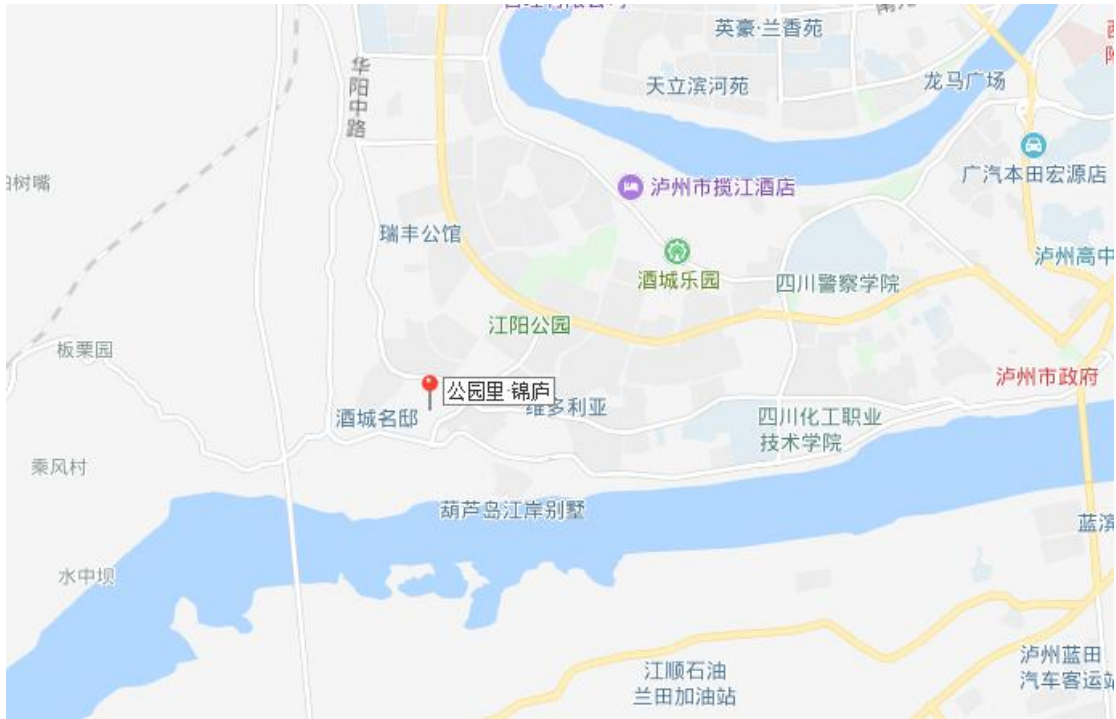 英豪·兰香苑
天立滨河苑
龙马广场
华阳中路
广汽本田宏源店
泸州市揽江酒店
瑞丰公馆
泸州高中
酒城乐园
四川警察学院
江阳公园
板栗园
泸州市政府
公园里·锦庐
维多利亚
酒城名邸
四川化工职业
技术学院
乘风村
葫芦岛江岸别墅
蓝滨
水中坝
江顺石油
兰田加油站
泸州蓝田
汽车客运站
树嘴